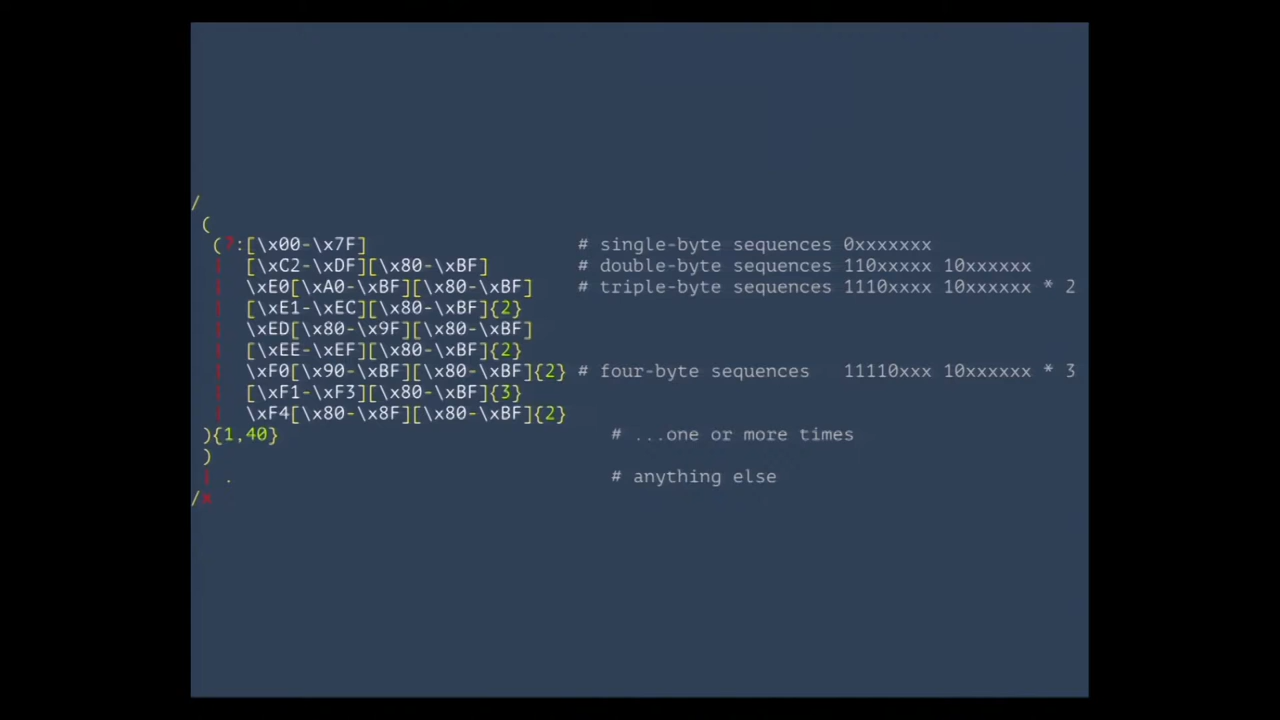 /
(
(?:[\x00-\x7F] # single-byte sequences 0xxxxxxx
| [\xC2-\xDF][\x80-\xBF] # double-byte sequences 110xxxxx 10xxxxxx
| \xE0[\xA0-\xBF][\x80-\xBF] # triple-byte sequences 1110xxxx 10xxxxxx * 2
| [\xE1-\xEC][\x80-\xBF]{2}
| \xED[\x80-\x9F][\x80-\xBF]
| [\xEE-\xEF][\x80-\xBF]{2}
| \xF0[\x90-\xBF][\x80-\xBF]{2} # four-byte sequences 11110xxx 10xxxxxx * 3
| [\xF1-\xF3][\x80-\xBF]{3}
| \xF4[\x80-\x8F][\x80-\xBF]{2}
){1,40} # ...one or more times
)
| . # anything else
/x